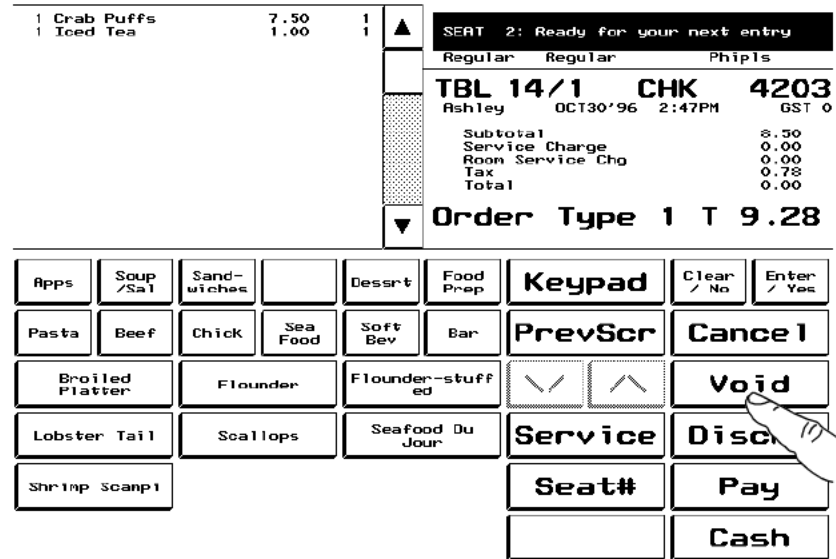 1 Crab Puffs 7.50 1
1 Iced Tea 1.00 1
SEAT 2: Ready for your next entry
Regular Regular Phipls
TBL 14/1 CHK 4203
Ashley OCT30'96 2:47PM GST 0
Subtotal 8.50
Service Charge 0.00
Room Service Chg 0.00
Tax 0.78
Total 0.00
Order Type 1 T 9.28
Apps
Soup
/Sal
Sand-
wiches
Dessrt
Food
Prep
Keypad
Clear
/ No
Enter
/ Yes
Pasta
Beef
Chick
Sea
Food
Soft
Bev
Bar
PrevScr
Cancel
Broiled
Platter
Flounder
Flounder-stuff
ed
Void
Lobster Tail
Scallops
Seafood Du
Jour
Service
Shrimp Scampi
Seat#
Pay
Cash